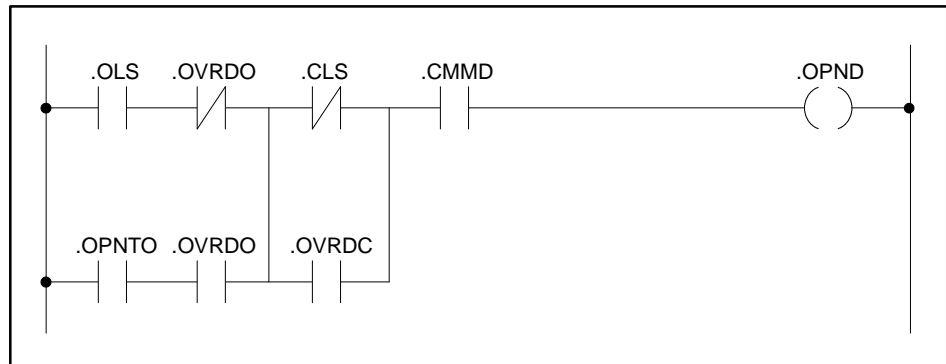 .OLS .OVRDO .CLS .CMMD .OPND
.OPNTO .OVRDO .OVRDC